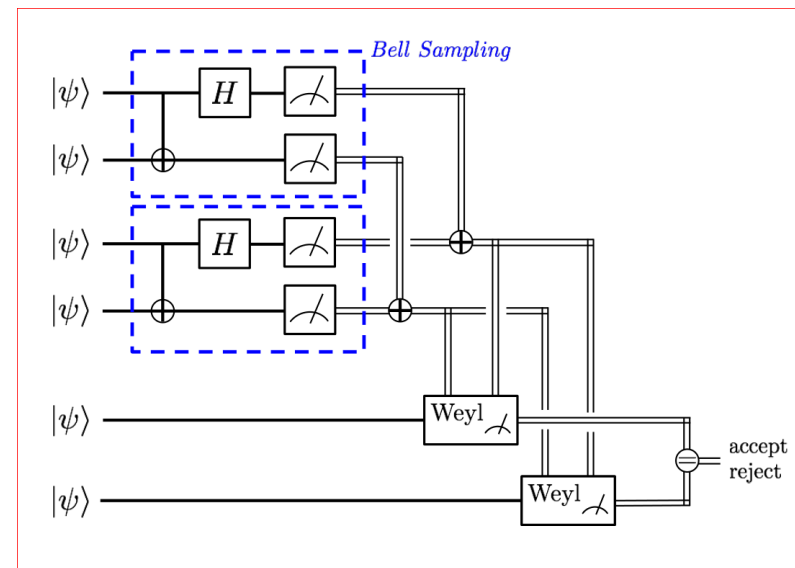 Bell Sampling
|ψ⟩
H
|ψ⟩
|ψ⟩
H
|ψ⟩
|ψ⟩
Weyl
=
accept
reject
|ψ⟩
Weyl